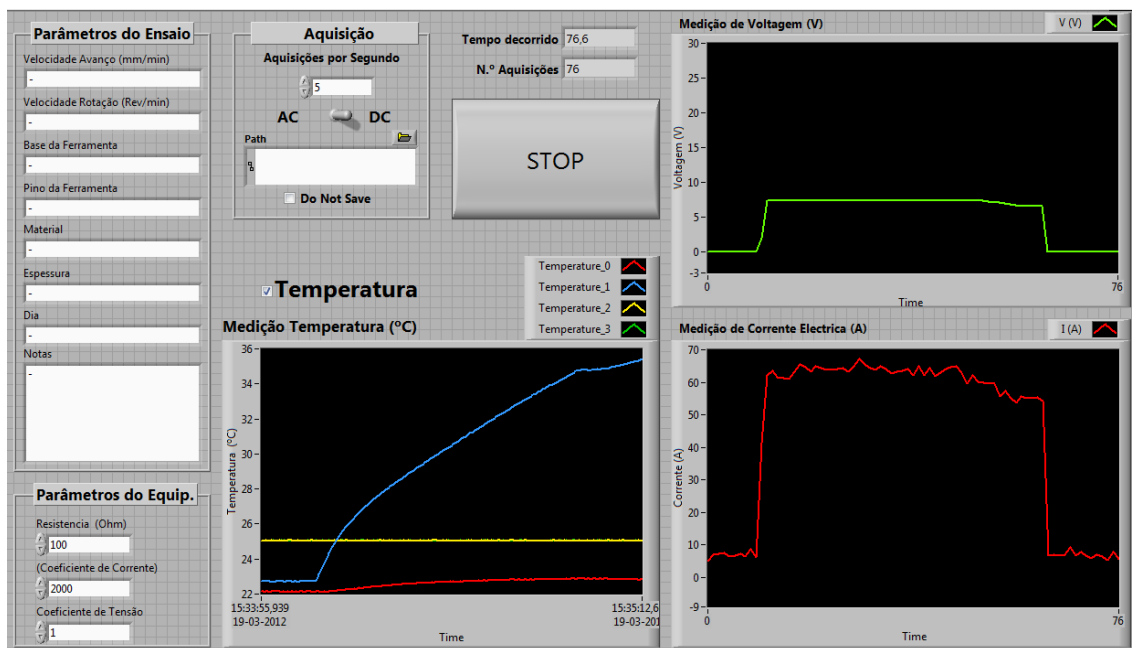 Parâmetros do Ensaio
Velocidade Avanço (mm/min)
-
Velocidade Rotação (Rev/min)
-
Base da Ferramenta
-
Pino da Ferramenta
-
Material
-
Espessura
-
Dia
-
Notas
-
Parâmetros do Equip.
Resistencia (Ohm)
100
(Coeficiente de Corrente)
2000
Coeficiente de Tensão
1
Aquisição
Aquisições por Segundo
5
AC DC
Path
Do Not Save
Tempo decorrido 76,6
N.º Aquisições 76
STOP
Temperatura
Temperature_0
Temperature_1
Temperature_2
Temperature_3
Medição Temperatura (ºC)
Temperatura (ºC)
36
34
32
30
28
26
24
22
15:33:55,939
19-03-2012
15:35:12,6
19-03-201
Time
Medição de Voltagem (V)
V (V)
Voltagem (V)
30
25
20
15
10
5
0
-3
0
76
Time
Medição de Corrente Electrica (A)
I (A)
Corrente (A)
70
60
50
40
30
20
10
0
-9
0
76
Time